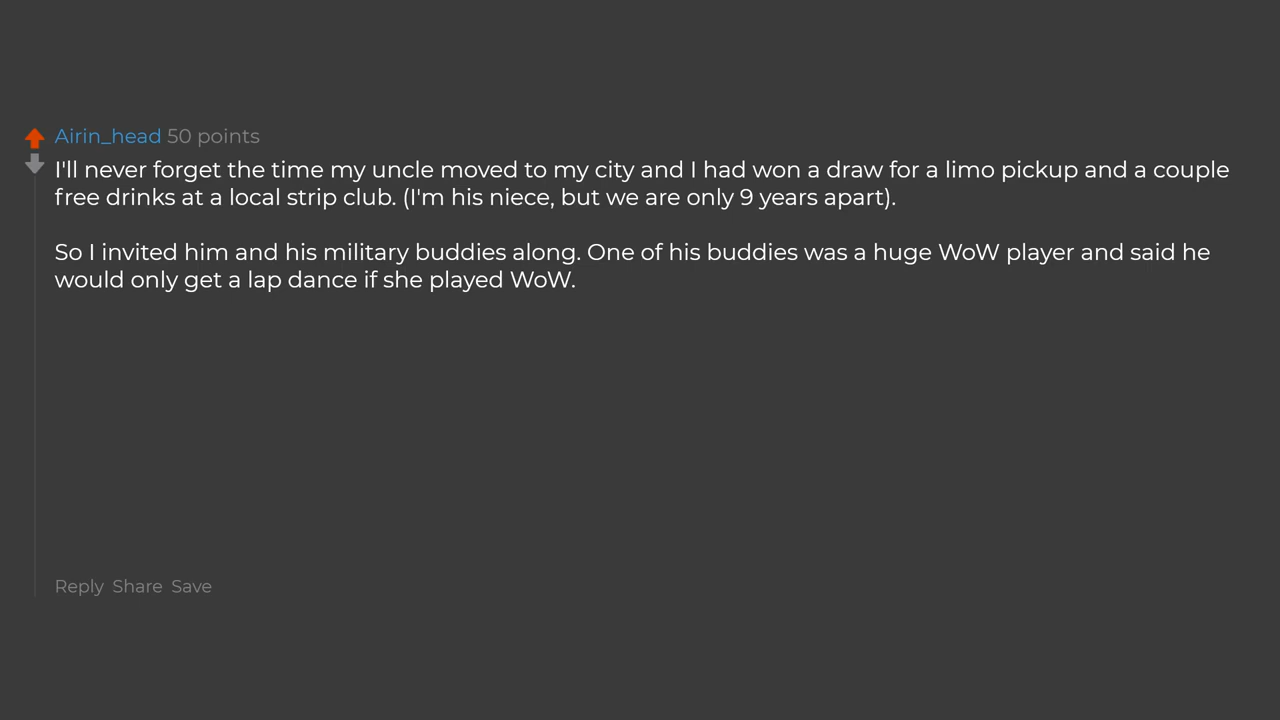 Airin_head 50 points
I'll never forget the time my uncle moved to my city and I had won a draw for a limo pickup and a couple
free drinks at a local strip club. (I'm his niece, but we are only 9 years apart).
So I invited him and his military buddies along. One of his buddies was a huge WoW player and said he
would only get a lap dance if she played WoW.
Reply Share Save